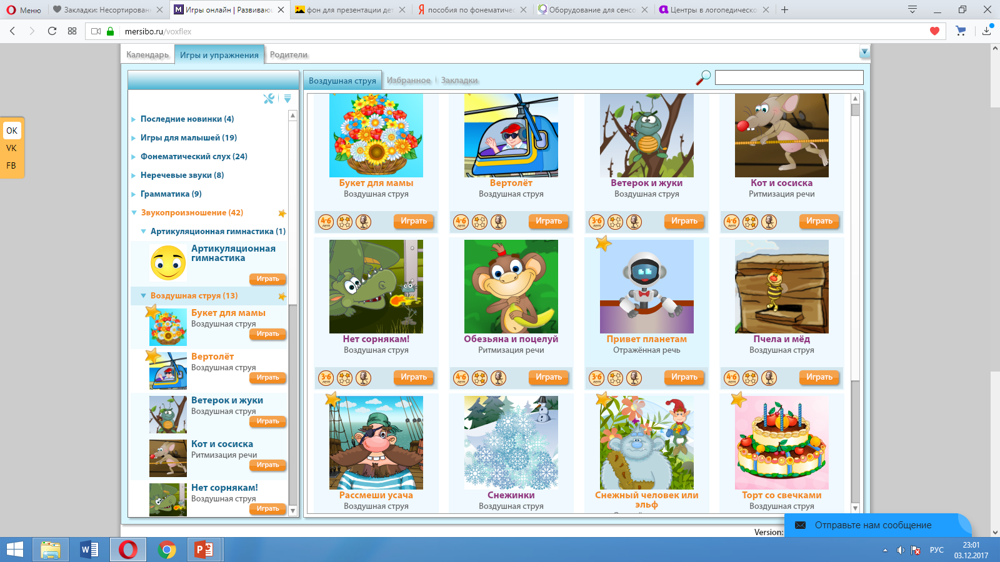 Меню
Закладки: Несортирован
Игры онлайн | Развиваю
фон для презентации дет
Я пособия по фонематичес
Оборудование для сенсо
Центры в логопедическо
mersibo.ru/voxflex
Календарь
Игры и упражнения
Родители
OK
VK
FB
Последние новинки (4)
Игры для малышей (19)
Фонематический слух (24)
Неречевые звуки (8)
Грамматика (9)
Звукопроизношение (42)
Артикуляционная гимнастика (1)
Артикуляционная
гимнастика
Играть
Воздушная струя (13)
Букет для мамы
Воздушная струя
Играть
Вертолёт
Воздушная струя
Играть
Ветерок и жуки
Воздушная струя
Играть
Кот и сосиска
Ритмизация речи
Играть
Нет сорнякам!
Воздушная струя
Играть
Воздушная струя
Избранное
Закладки
Букет для мамы
Воздушная струя
4-6 лет
Играть
Вертолёт
Воздушная струя
4-6 лет
Играть
Ветерок и жуки
Воздушная струя
3-6 лет
Играть
Кот и сосиска
Ритмизация речи
4-6 лет
Играть
Нет сорнякам!
Воздушная струя
3-6 лет
Играть
Обезьяна и поцелуй
Ритмизация речи
4-6 лет
Играть
Привет планетам
Отражённая речь
3-6 лет
Играть
Пчела и мёд
Воздушная струя
4-6 лет
Играть
Рассмеши усача
Воздушная струя
Снежинки
Воздушная струя
Снежный человек или
эльф
Торт со свечками
Воздушная струя
Version:
Отправьте нам сообщение
РУС
23:01
03.12.2017